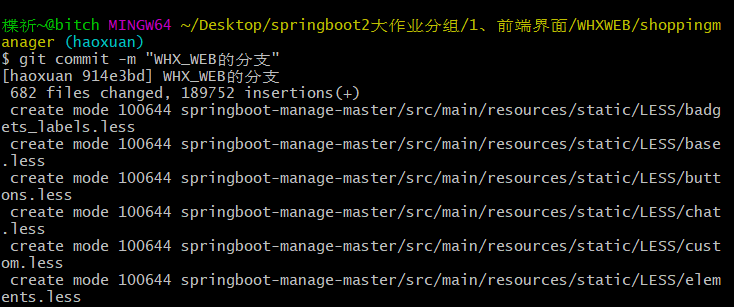 檏祈~@bitch MINGW64 ~/Desktop/springboot2大作业分组/1、前端界面/WHXWEB/shoppingm
anager (haoxuan)
$ git commit -m "WHX_WEB的分支"
[haoxuan 914e3bd] WHX_WEB的分支
 682 files changed, 189752 insertions(+)
 create mode 100644 springboot-manage-master/src/main/resources/static/LESS/badg
ets_labels.less
 create mode 100644 springboot-manage-master/src/main/resources/static/LESS/base
.less
 create mode 100644 springboot-manage-master/src/main/resources/static/LESS/butt
ons.less
 create mode 100644 springboot-manage-master/src/main/resources/static/LESS/chat
.less
 create mode 100644 springboot-manage-master/src/main/resources/static/LESS/cust
om.less
 create mode 100644 springboot-manage-master/src/main/resources/static/LESS/elem
ents.less